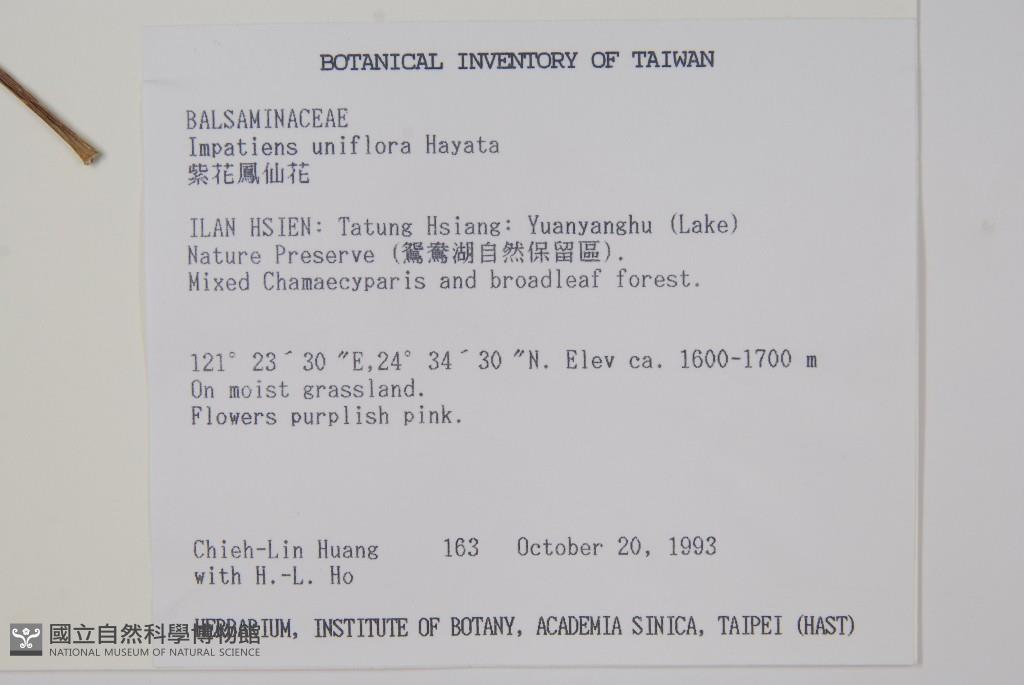 BOTANICAL INVENTORY OF TAIWAN
BALSAMINACEAE
Impatiens uniflora Hayata
紫花鳳仙花
ILAN HSIEN: Tatung Hsiang: Yuanyanghu (Lake)
Nature Preserve (鴛鴦湖自然保留區).
Mixed Chamaecyparis and broadleaf forest.
121° 23´30 ″E,24° 34´30 ″N. Elev ca. 1600-1700 m
On moist grassland.
Flowers purplish pink.
Chieh-Lin Huang 163 October 20, 1993
with H.-L. Ho
HERBARIUM, INSTITUTE OF BOTANY, ACADEMIA SINICA, TAIPEI (HAST)
國立自然科學博物館
NATIONAL MUSEUM OF NATURAL SCIENCE